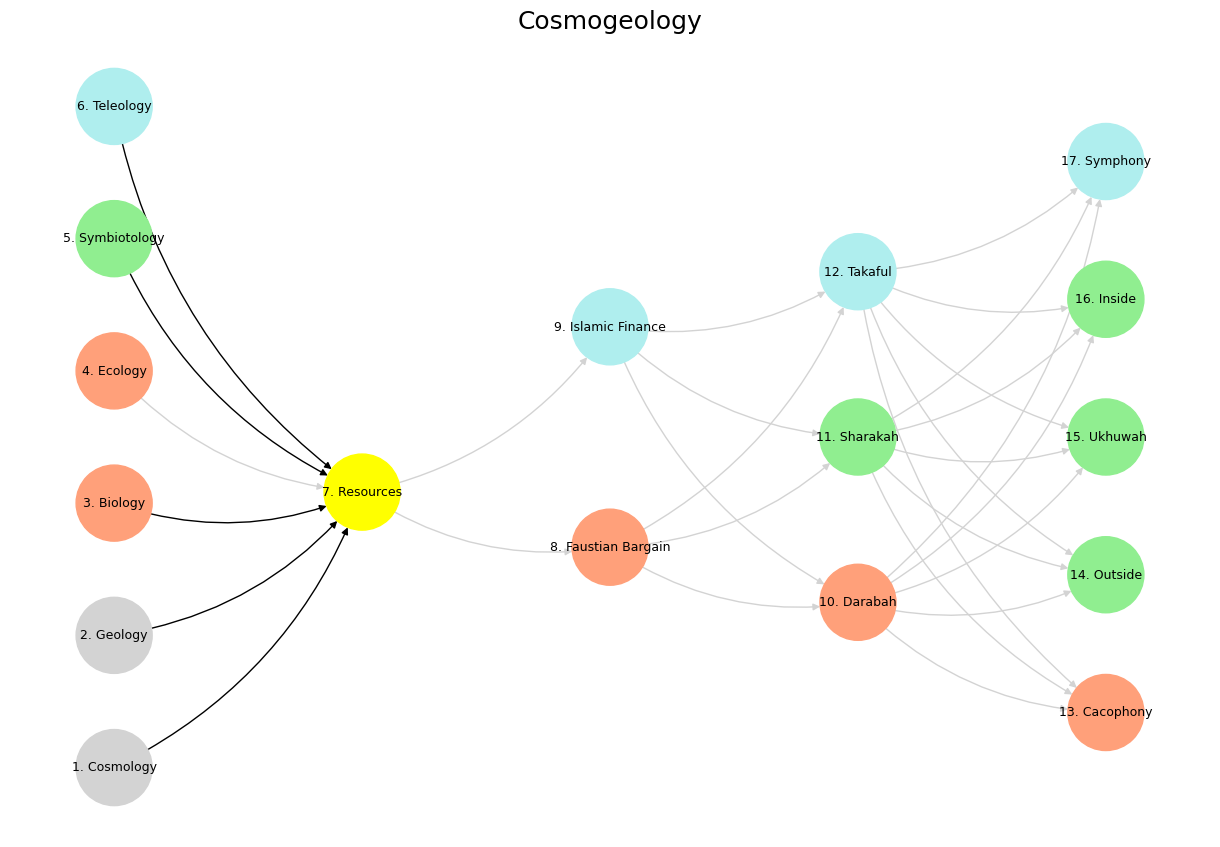 Cosmogeology
6. Teleology
5. Symbiotology
4. Ecology
3. Biology
2. Geology
1. Cosmology
7. Resources
9. Islamic Finance
8. Faustian Bargain
12. Takaful
11. Sharakah
10. Darabah
17. Symphony
16. Inside
15. Ukhuwah
14. Outside
13. Cacophony